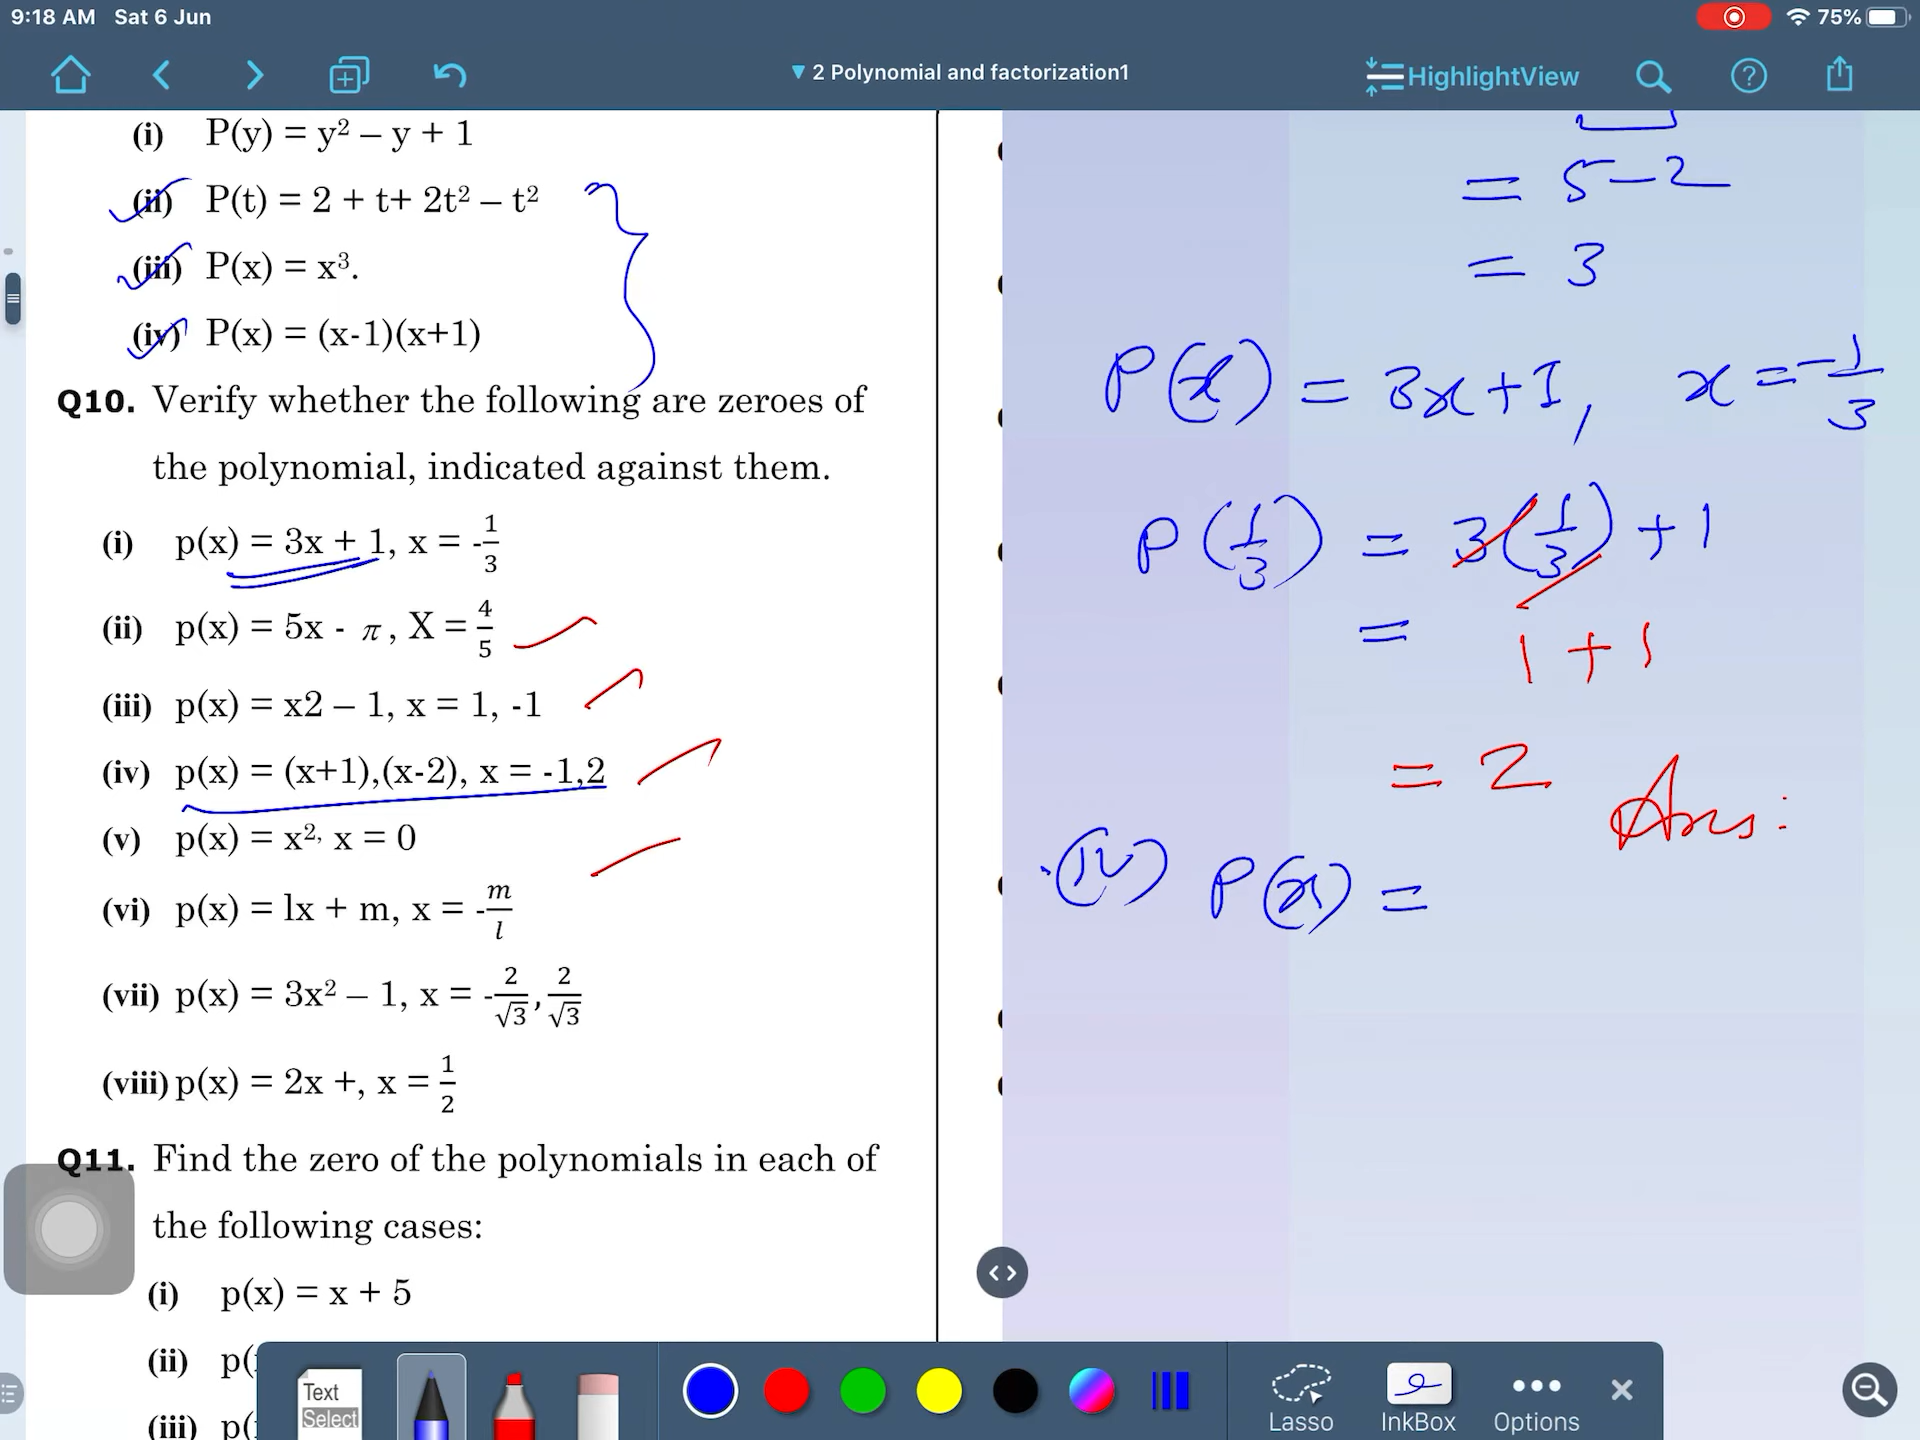 9:18 AM Sat 6 Jun
75%
2 Polynomial and factorization1
HighlightView
(i) P(y) = y² – y + 1
(ii) P(t) = 2 + t+ 2t² – t²
(iii) P(x) = x³.
(iv) P(x) = (x-1)(x+1)
Q10. Verify whether the following are zeroes of
the polynomial, indicated against them.
(i) p(x) = 3x + 1, x = -1/3
(ii) p(x) = 5x - π, X = 4/5
(iii) p(x) = x2 – 1, x = 1, -1
(iv) p(x) = (x+1),(x-2), x = -1,2
(v) p(x) = x², x = 0
(vi) p(x) = lx + m, x = -m/l
(vii) p(x) = 3x² – 1, x = -2/√3, 2/√3
(viii) p(x) = 2x +, x = 1/2
Q11. Find the zero of the polynomials in each of
the following cases:
(i) p(x) = x + 5
(ii) p(
(iii) p(
= 5-2
= 3
P(x) = 3x+1, x = -1/3
P(1/3) = 3(1/3) + 1
= 1 + 1
= 2 Ans:
(iv) P(x) =
Text
Select
Lasso
InkBox
Options